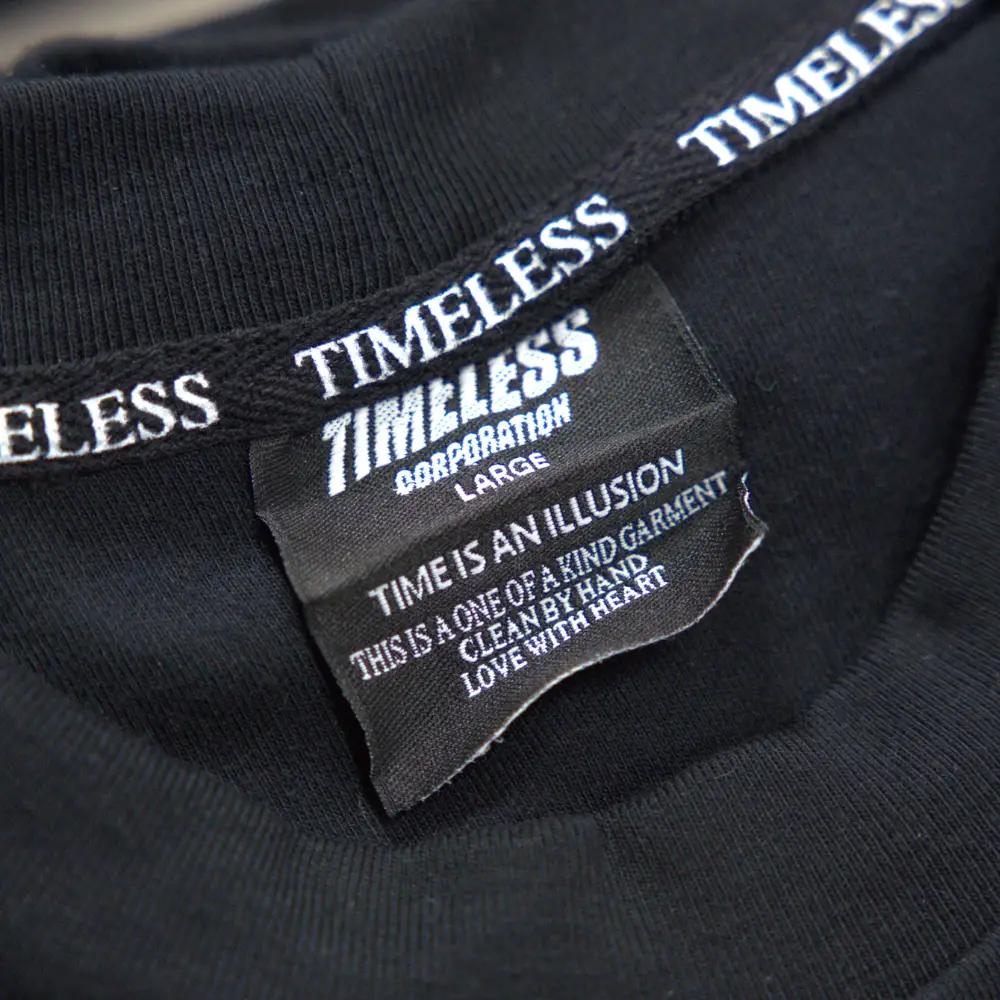 ELESS TIMELESS TIMELESS
TIMELESS
CORPORATION
LARGE
TIME IS AN ILLUSION
THIS IS A ONE OF A KIND GARMENT
CLEAN BY HAND
LOVE WITH HEART